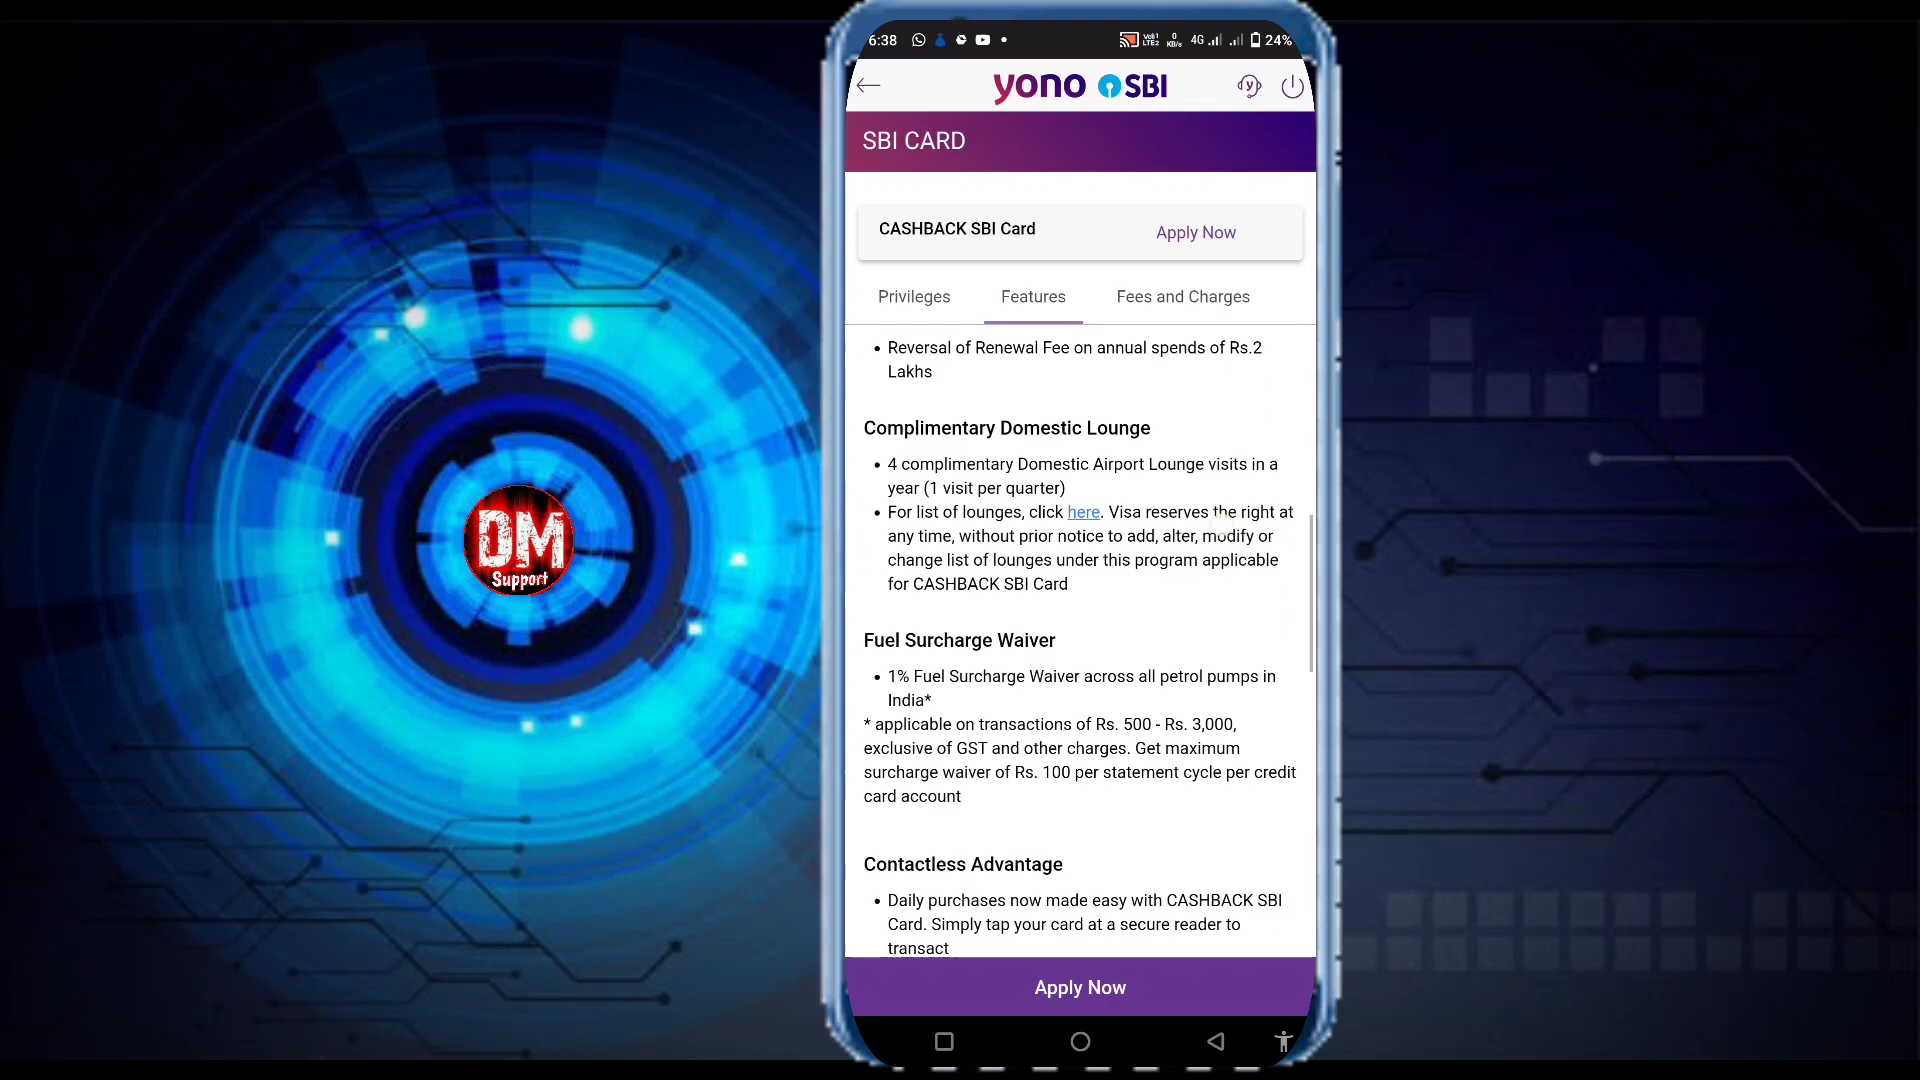 6:38
Vo)) 1
LTE2
0
KB/s
4G
24%
yono SBI
SBI CARD
CASHBACK SBI Card
Apply Now
Privileges
Features
Fees and Charges
• Reversal of Renewal Fee on annual spends of Rs.2
Lakhs
Complimentary Domestic Lounge
• 4 complimentary Domestic Airport Lounge visits in a
year (1 visit per quarter)
• For list of lounges, click here. Visa reserves the right at
any time, without prior notice to add, alter, modify or
change list of lounges under this program applicable
for CASHBACK SBI Card
Fuel Surcharge Waiver
• 1% Fuel Surcharge Waiver across all petrol pumps in
India*
* applicable on transactions of Rs. 500 - Rs. 3,000,
exclusive of GST and other charges. Get maximum
surcharge waiver of Rs. 100 per statement cycle per credit
card account
Contactless Advantage
• Daily purchases now made easy with CASHBACK SBI
Card. Simply tap your card at a secure reader to
transact
Apply Now
DM
Support